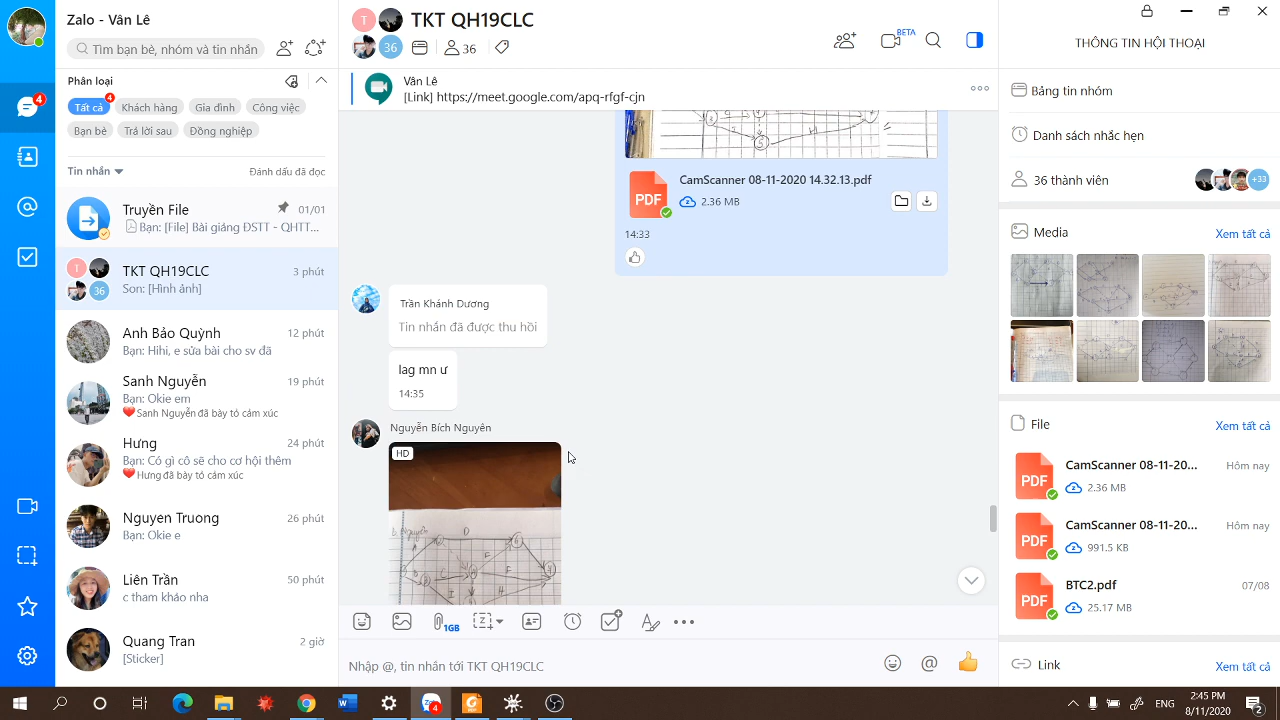 Zalo - Vân Lê
Tìm bạn bè, nhóm và tin nhắn
Phân loại
Tất cả
4
Khách hàng
Gia đình
Công việc
Bạn bè
Trả lời sau
Đồng nghiệp
Tin nhắn
Đánh dấu đã đọc
Truyền File
01/01
Bạn: [File] Bài giảng ĐSTT - QHTT...
TKT QH19CLC
3 phút
Son: [Hình ảnh]
T
36
Anh Bảo Quỳnh
12 phút
Bạn: Hihi, e sửa bài cho sv đã
Sanh Nguyễn
19 phút
Bạn: Okie em
Sanh Nguyễn đã bày tỏ cảm xúc
Hưng
24 phút
Bạn: Có gì cô sẽ cho cơ hội thêm
Hưng đã bày tỏ cảm xúc
Nguyen Truong
26 phút
Bạn: Okie e
Liên Trần
50 phút
c tham khảo nha
Quang Tran
2 giờ
[Sticker]
4
T
36
TKT QH19CLC
36
BETA
Vân Lê
[Link] https://meet.google.com/apq-rfgf-cjn
PDF
CamScanner 08-11-2020 14.32.13.pdf
2.36 MB
14:33
Trần Khánh Dương
Tin nhắn đã được thu hồi
lag mn ư
14:35
Nguyễn Bích Nguyên
HD
1GB
Nhập @, tin nhắn tới TKT QH19CLC
THÔNG TIN HỘI THOẠI
Bảng tin nhóm
Danh sách nhắc hẹn
36 thành viên
+33
Media
Xem tất cả
File
Xem tất cả
PDF
CamScanner 08-11-20...
Hôm nay
2.36 MB
PDF
CamScanner 08-11-20...
Hôm nay
991.5 KB
PDF
BTC2.pdf
07/08
25.17 MB
Link
Xem tất cả
4
ENG
2:45 PM
8/11/2020
2